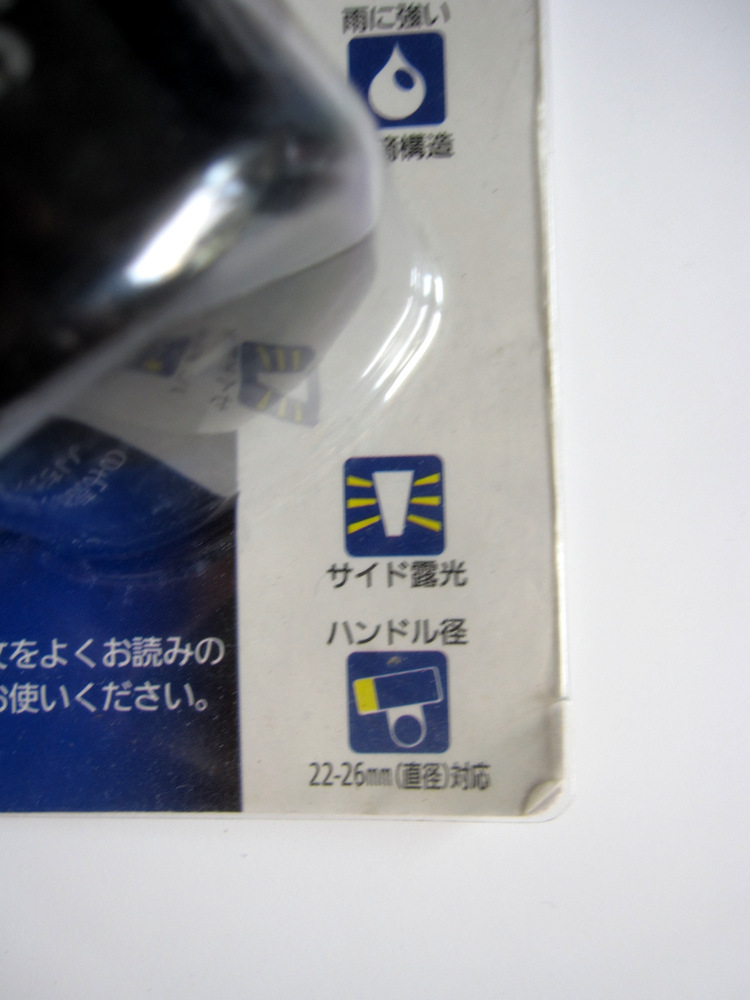 雨に強い
構造
サイド露光
ハンドル径
をよくお読みの
お使いください。
22-26mm(直径)対応